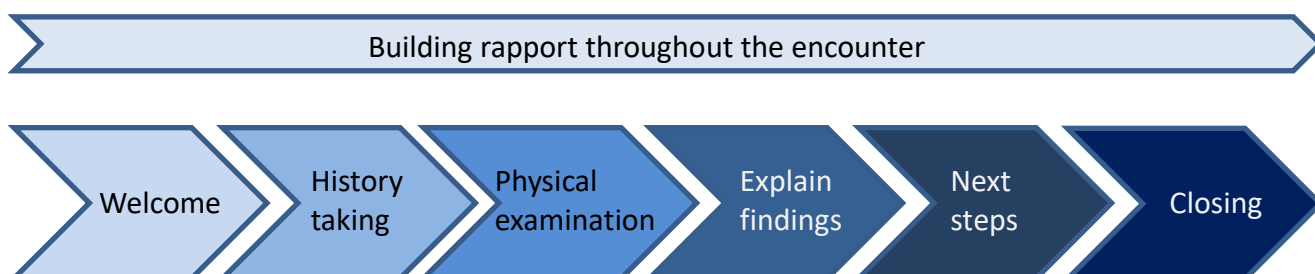 Building rapport throughout the encounter
Welcome
History
taking
Physical
examination
Explain
findings
Next
steps
Closing